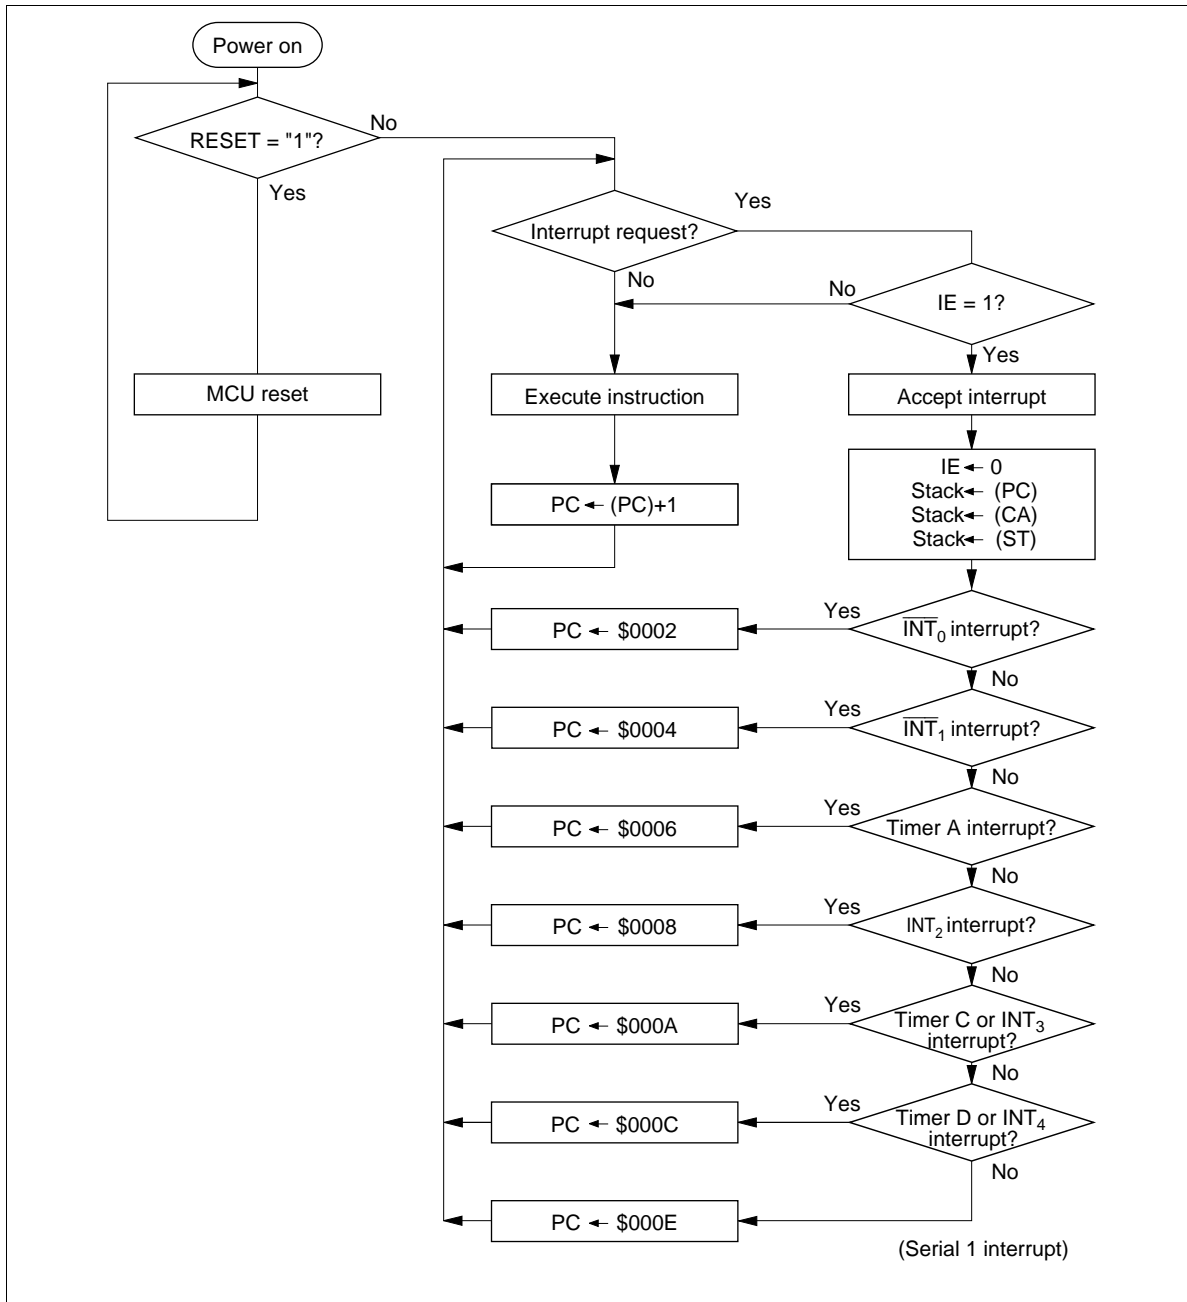 Power on
RESET = "1"?
No
Yes
MCU reset
Interrupt request?
Yes
No
IE = 1?
No
Yes
Execute instruction
Accept interrupt
PC ← (PC)+1
IE ← 0
Stack ← (PC)
Stack ← (CA)
Stack ← (ST)
PC ← $0002
Yes
I̅N̅T̅₀ interrupt?
No
PC ← $0004
Yes
I̅N̅T̅₁ interrupt?
No
PC ← $0006
Yes
Timer A interrupt?
No
PC ← $0008
Yes
INT₂ interrupt?
No
PC ← $000A
Yes
Timer C or INT₃
interrupt?
No
PC ← $000C
Yes
Timer D or INT₄
interrupt?
No
PC ← $000E
(Serial 1 interrupt)